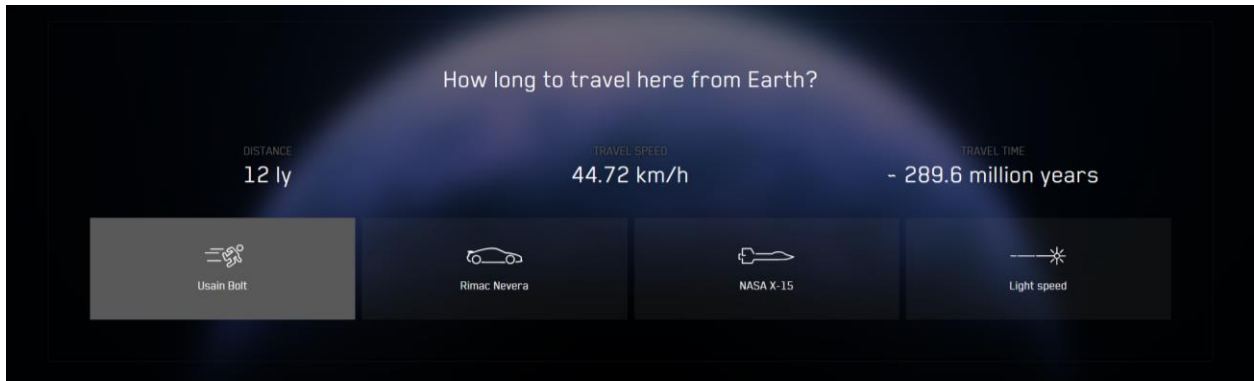 How long to travel here from Earth?
DISTANCE
12 ly
TRAVEL SPEED
44.72 km/h
TRAVEL TIME
~ 289.6 million years
Usain Bolt
Rimac Nevera
NASA X-15
Light speed